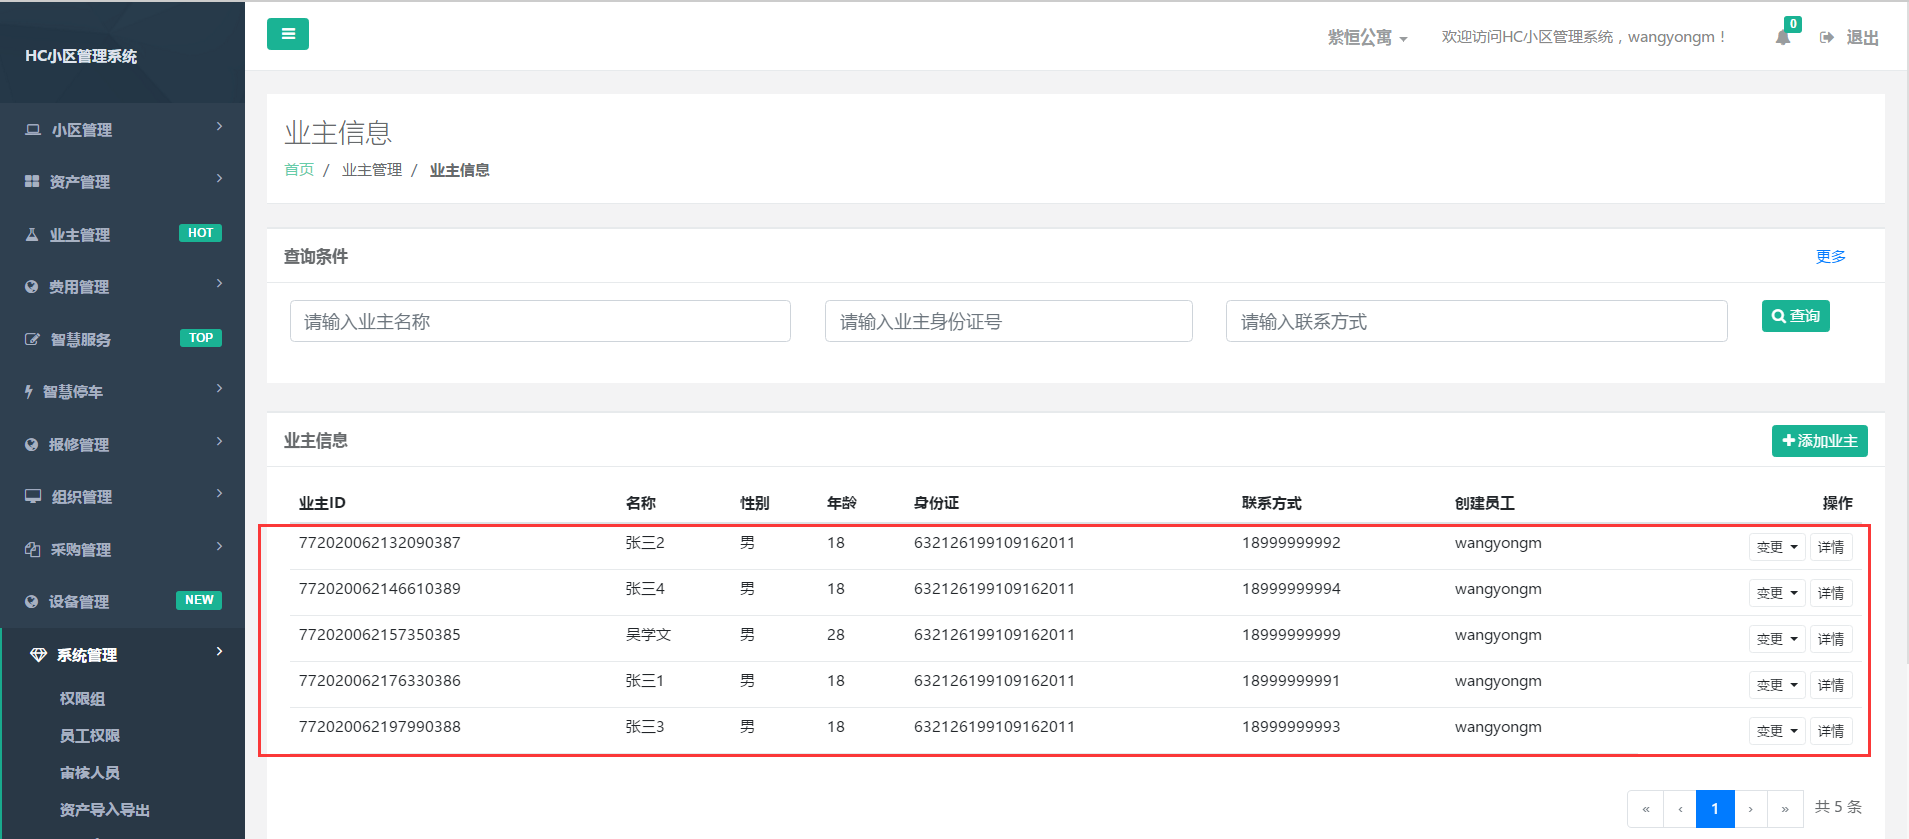 HC小区管理系统
小区管理
资产管理
业主管理 HOT
费用管理
智慧服务 TOP
智慧停车
报修管理
组织管理
采购管理
设备管理 NEW
系统管理
权限组
员工权限
审核人员
资产导入导出
紫恒公寓 欢迎访问HC小区管理系统，wangyongm！ 0 退出
业主信息
首页 / 业主管理 / 业主信息
查询条件 更多
请输入业主名称 请输入业主身份证号 请输入联系方式 查询
业主信息 添加业主
业主ID 名称 性别 年龄 身份证 联系方式 创建员工 操作
772020062132090387 张三2 男 18 632126199109162011 18999999992 wangyongm 变更 详情
772020062146610389 张三4 男 18 632126199109162011 18999999994 wangyongm 变更 详情
772020062157350385 吴学文 男 28 632126199109162011 18999999999 wangyongm 变更 详情
772020062176330386 张三1 男 18 632126199109162011 18999999991 wangyongm 变更 详情
772020062197990388 张三3 男 18 632126199109162011 18999999993 wangyongm 变更 详情
« ‹ 1 › » 共 5 条